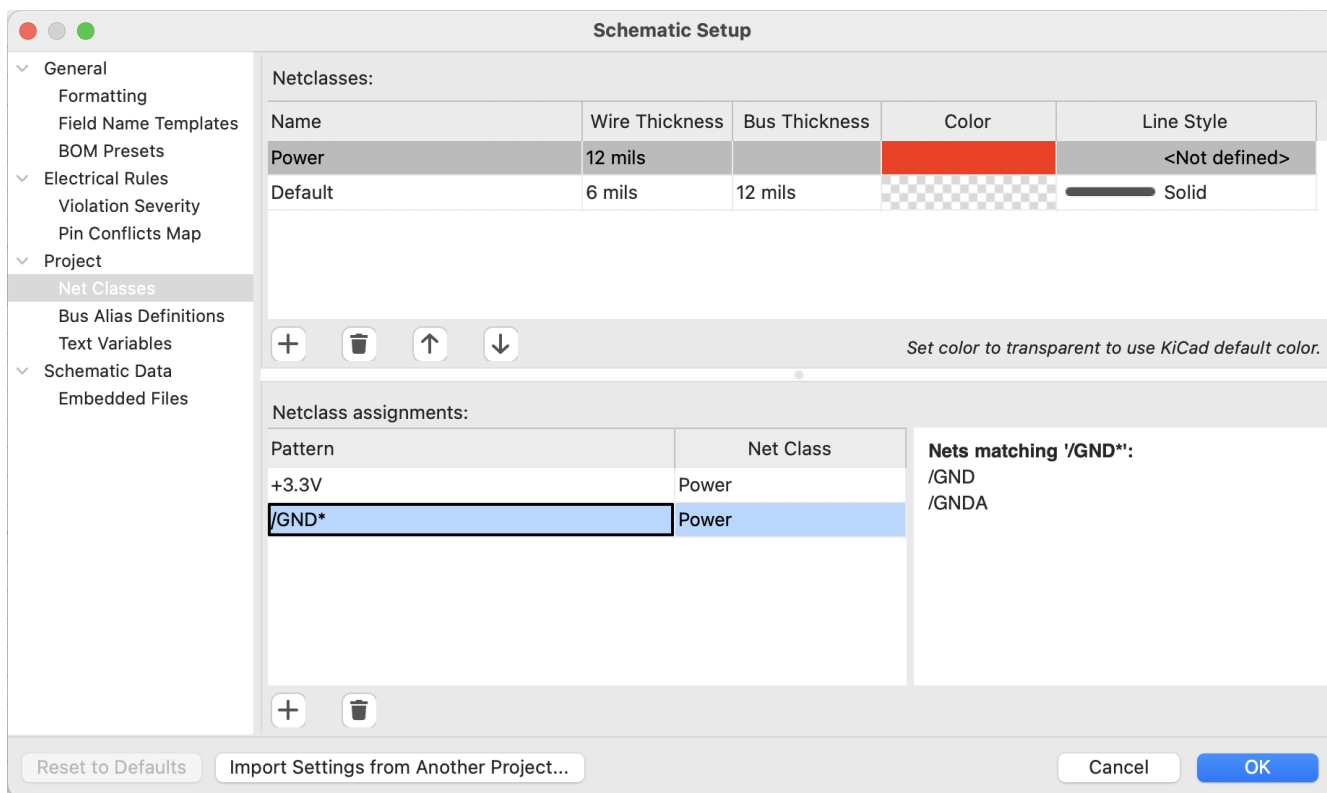 Schematic Setup
General
Formatting
Field Name Templates
BOM Presets
Electrical Rules
Violation Severity
Pin Conflicts Map
Project
Net Classes
Bus Alias Definitions
Text Variables
Schematic Data
Embedded Files
Netclasses:
Name Wire Thickness Bus Thickness Color Line Style
Power 12 mils <Not defined>
Default 6 mils 12 mils Solid
Set color to transparent to use KiCad default color.
Netclass assignments:
Pattern Net Class
+3.3V Power
/GND* Power
Nets matching '/GND*':
/GND
/GNDA
Reset to Defaults Import Settings from Another Project... Cancel OK